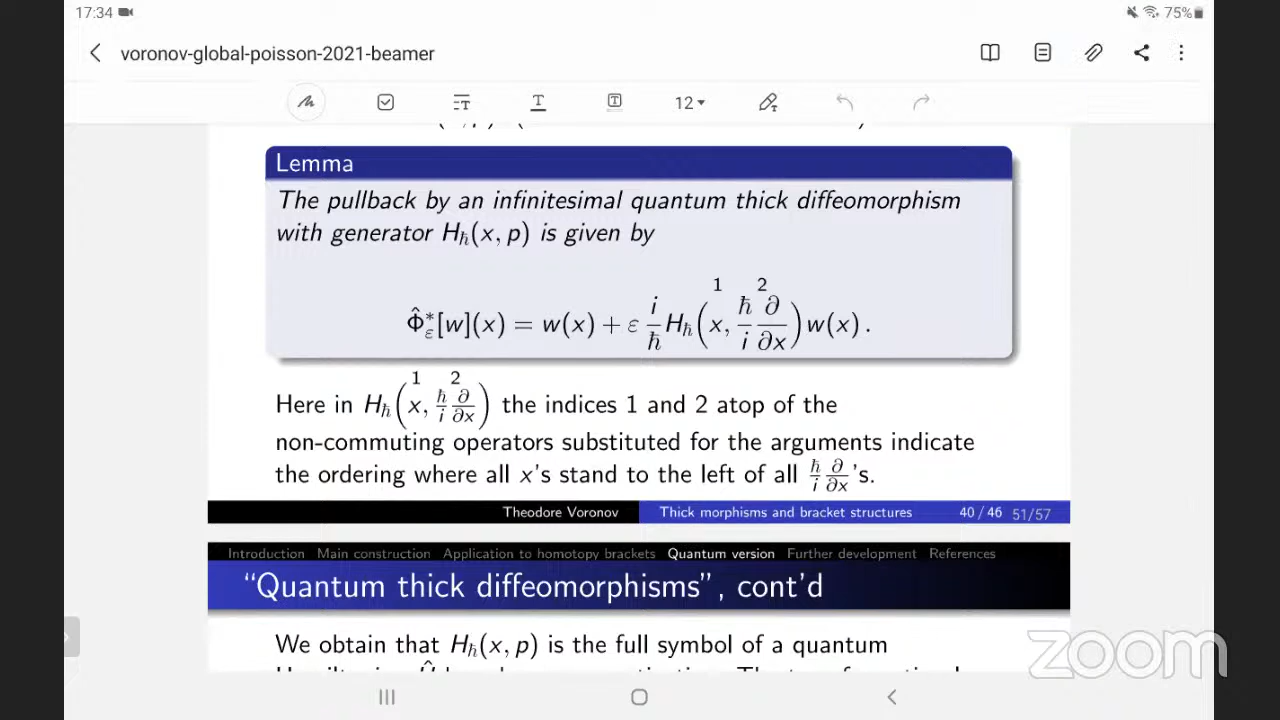 17:34 75%
voronov-global-poisson-2021-beamer
12
Lemma
The pullback by an infinitesimal quantum thick diffeomorphism
with generator Hℏ(x, p) is given by
Φ̂*ε[w](x) = w(x) + ε i/ℏ Hℏ(x¹, ℏ/i ∂/∂x²)w(x) .
Here in Hℏ(x¹, ℏ/i ∂/∂x²) the indices 1 and 2 atop of the
non-commuting operators substituted for the arguments indicate
the ordering where all x's stand to the left of all ℏ/i ∂/∂x's.
Theodore Voronov Thick morphisms and bracket structures 40 / 46 51/57
Introduction Main construction Application to homotopy brackets Quantum version Further development References
“Quantum thick diffeomorphisms”, cont'd
We obtain that Hℏ(x, p) is the full symbol of a quantum
zoom